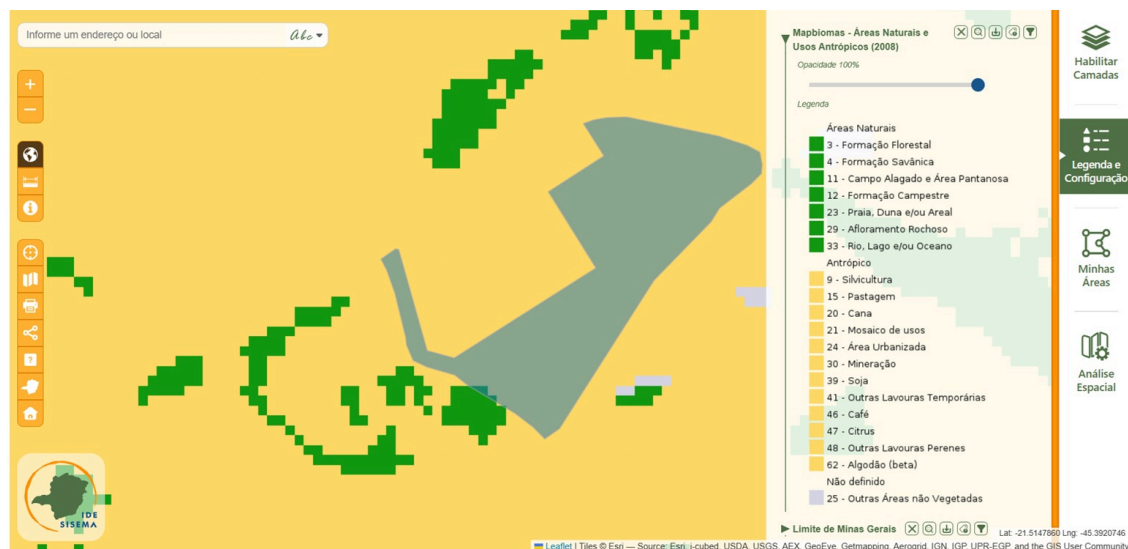 Informe um endereço ou local
Abc
Mapbiomas - Áreas Naturais e
Usos Antrópicos (2008)
Opacidade 100%
Legenda
Áreas Naturais
3 - Formação Florestal
4 - Formação Savânica
11 - Campo Alagado e Área Pantanosa
12 - Formação Campestre
23 - Praia, Duna e/ou Areal
29 - Afloramento Rochoso
33 - Rio, Lago e/ou Oceano
Antrópico
9 - Silvicultura
15 - Pastagem
20 - Cana
21 - Mosaico de usos
24 - Área Urbanizada
30 - Mineração
39 - Soja
41 - Outras Lavouras Temporárias
46 - Café
47 - Citrus
48 - Outras Lavouras Perenes
62 - Algodão (beta)
Não definido
25 - Outras Áreas não Vegetadas
Limite de Minas Gerais
Habilitar
Camadas
Legenda e
Configuração
Minhas
Áreas
Análise
Espacial
IDE
SISEMA
Lat: -21.5147860 Lng: -45.3920746
Leaflet | Tiles © Esri — Source: Esri, i-cubed, USDA, USGS, AEX, GeoEye, Getmapping, Aerogrid, IGN, IGP, UPR-EGP, and the GIS User Community